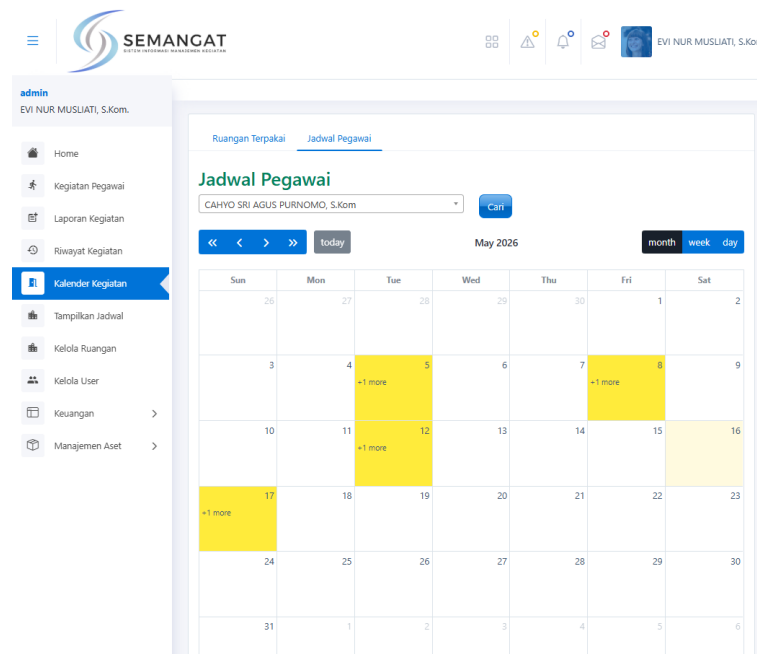 SEMANGAT
SISTEM INFORMASI MANAJEMEN KEGIATAN
EVI NUR MUSLIATI, S.Ko
admin
EVI NUR MUSLIATI, S.Kom.
Home
Kegiatan Pegawai
Laporan Kegiatan
Riwayat Kegiatan
Kalender Kegiatan
Tampilkan Jadwal
Kelola Ruangan
Kelola User
Keuangan
Manajemen Aset
Ruangan Terpakai Jadwal Pegawai
Jadwal Pegawai
CAHYO SRI AGUS PURNOMO, S.Kom
Cari
today
May 2026
month week day
Sun Mon Tue Wed Thu Fri Sat
26 27 28 29 30 1 2
3 4 5 6 7 8 9
+1 more +1 more
10 11 12 13 14 15 16
+1 more
17 18 19 20 21 22 23
+1 more
24 25 26 27 28 29 30
31 1 2 3 4 5 6